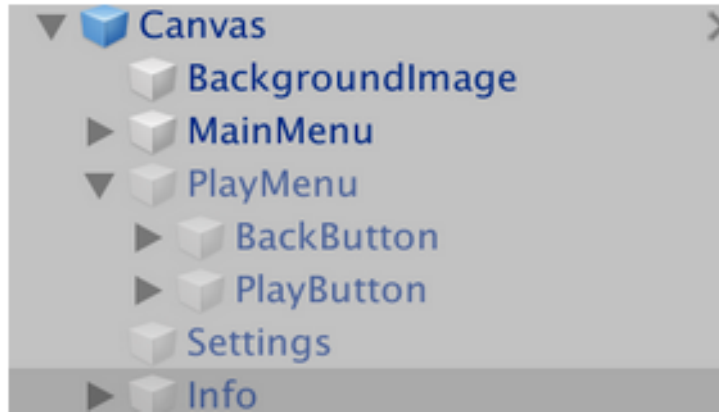 Canvas
BackgroundImage
MainMenu
PlayMenu
BackButton
PlayButton
Settings
Info